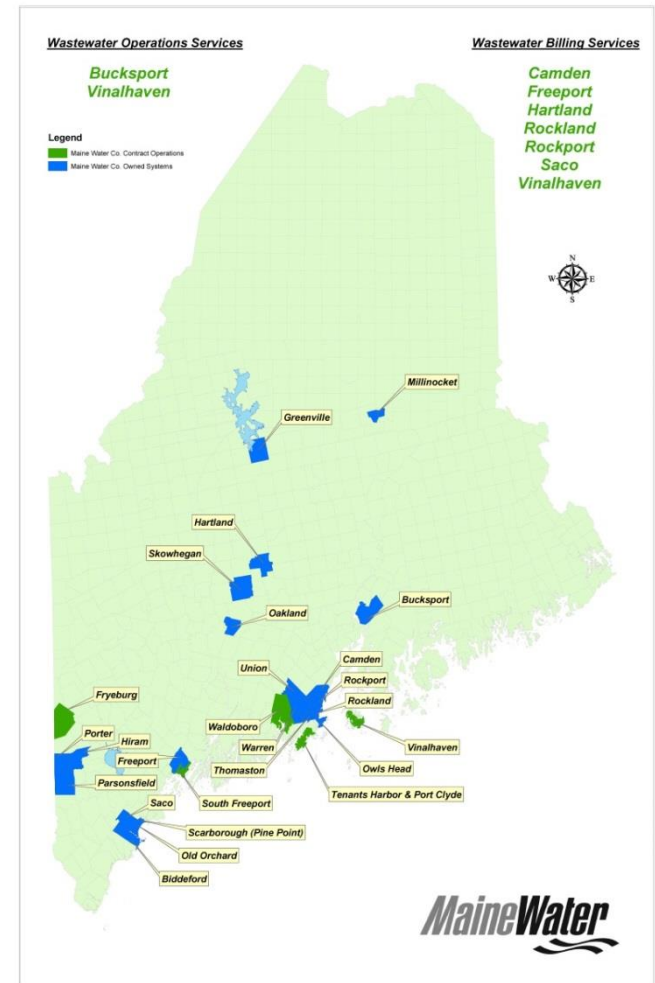 Wastewater Operations Services
Bucksport
Vinalhaven
Wastewater Billing Services
Camden
Freeport
Hartland
Rockland
Rockport
Saco
Vinalhaven
Legend
Maine Water Co. Contract Operations
Maine Water Co. Owned Systems
N
W E
S
Millinocket
Greenville
Hartland
Skowhegan
Bucksport
Oakland
Camden
Union
Rockport
Fryeburg
Rockland
Waldoboro
Porter
Hiram
Vinalhaven
Warren
Freeport
Thomaston
Owls Head
Parsonsfield
Tenants Harbor & Port Clyde
Saco
South Freeport
Scarborough (Pine Point)
Old Orchard
Biddeford
MaineWater